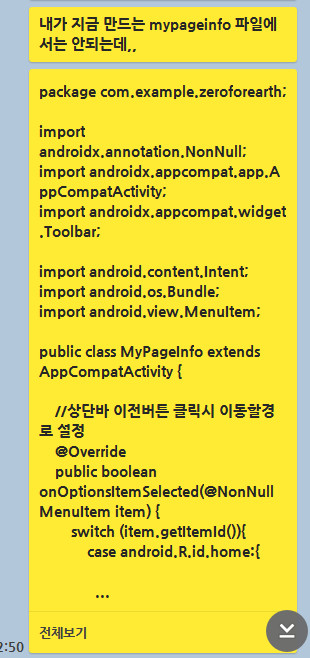 내가 지금 만드는 mypageinfo 파일에
서는 안되는데,,
package com.example.zeroforearth;
import
androidx.annotation.NonNull;
import androidx.appcompat.app.A
ppCompatActivity;
import androidx.appcompat.widget
.Toolbar;
import android.content.Intent;
import android.os.Bundle;
import android.view.MenuItem;
public class MyPageInfo extends
AppCompatActivity {
//상단바 이전버튼 클릭시 이동할경
로 설정
@Override
public boolean
onOptionsItemSelected(@NonNull
MenuItem item) {
switch (item.getItemId()){
case android.R.id.home:{
...
전체보기
2:50